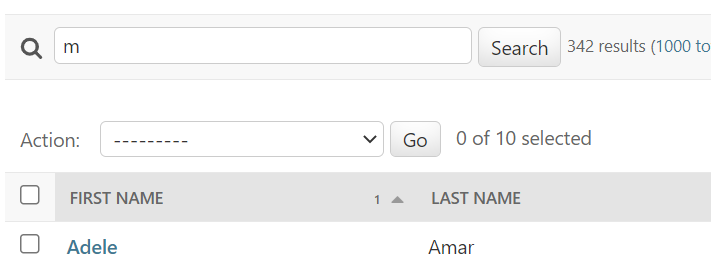 m Search 342 results (1000 to
Action: --------- Go 0 of 10 selected
FIRST NAME 1 LAST NAME
Adele Amar